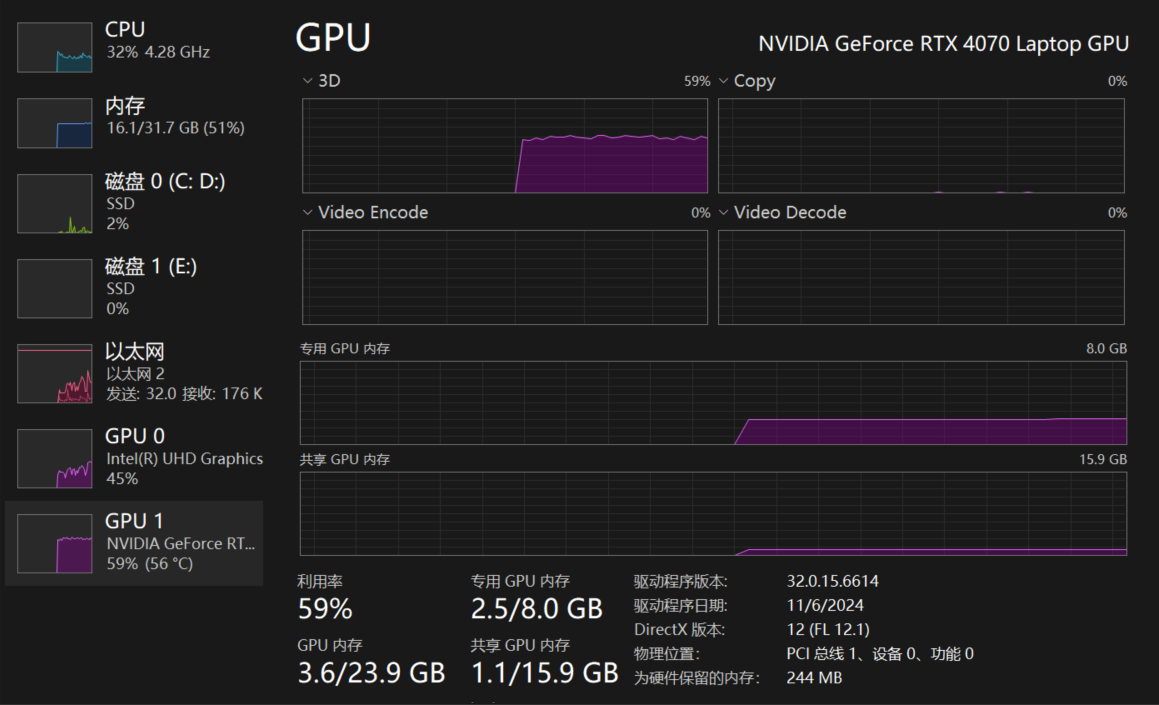 CPU
32% 4.28 GHz
内存
16.1/31.7 GB (51%)
磁盘 0 (C: D:)
SSD
2%
磁盘 1 (E:)
SSD
0%
以太网
以太网 2
发送: 32.0 接收: 176 K
GPU 0
Intel(R) UHD Graphics
45%
GPU 1
NVIDIA GeForce RT...
59% (56 °C)
GPU
NVIDIA GeForce RTX 4070 Laptop GPU
3D 59%
Copy 0%
Video Encode 0%
Video Decode 0%
专用 GPU 内存 8.0 GB
共享 GPU 内存 15.9 GB
利用率
59%
专用 GPU 内存
2.5/8.0 GB
GPU 内存
3.6/23.9 GB
共享 GPU 内存
1.1/15.9 GB
驱动程序版本: 32.0.15.6614
驱动程序日期: 11/6/2024
DirectX 版本: 12 (FL 12.1)
物理位置: PCI 总线 1、设备 0、功能 0
为硬件保留的内存: 244 MB